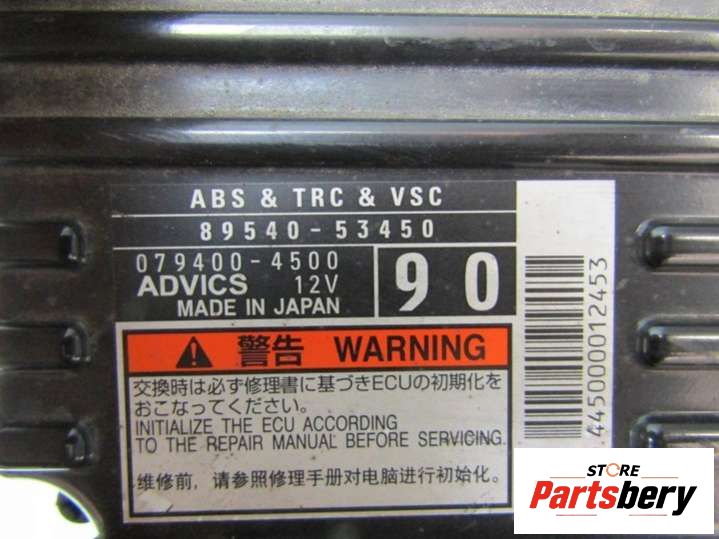 ABS & TRC & VSC
89540-53450
079400-4500
ADVICS 12V
MADE IN JAPAN
90
4450000012453
警告 WARNING
交換時は必ず修理書に基づきECUの初期化を
おこなってください.
INITIALIZE THE ECU ACCORDING
TO THE REPAIR MANUAL BEFORE SERVICING.
维修前, 请参照修理手册对电脑进行初始化.
STORE
Partsbery